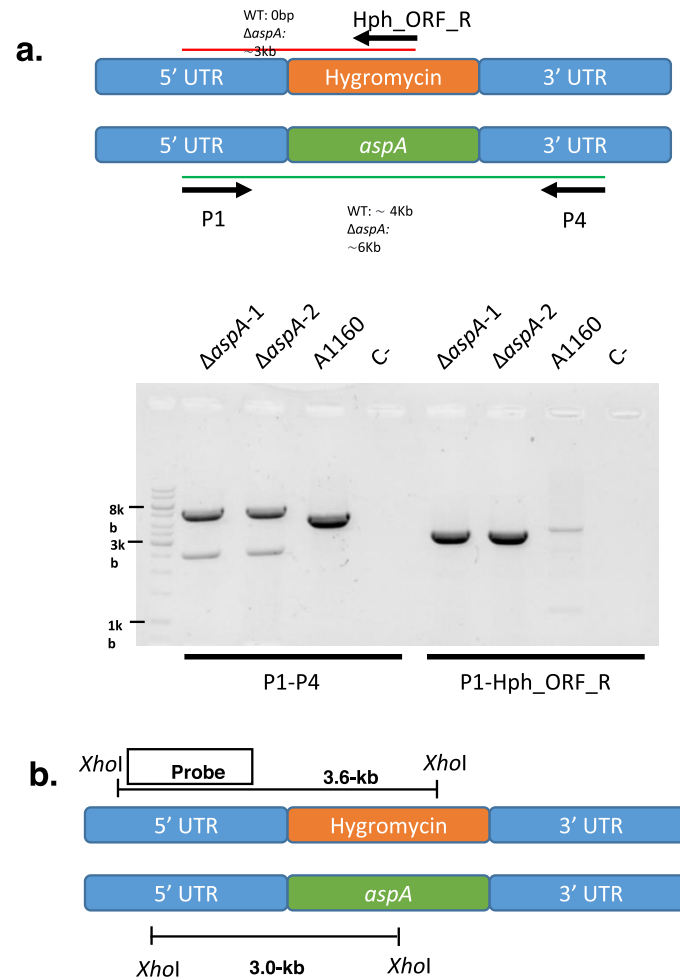 a.
WT: 0bp
ΔaspA:
~3kb
Hph_ORF_R
5’ UTR Hygromycin 3’ UTR
5’ UTR aspA 3’ UTR
P1
WT: ~ 4Kb
ΔaspA:
~6Kb
P4
ΔaspA-1 ΔaspA-2 A1160 C- ΔaspA-1 ΔaspA-2 A1160 C-
8k
b
3k
b
1k
b
P1-P4 P1-Hph_ORF_R
b.
XhoI Probe 3.6-kb XhoI
5’ UTR Hygromycin 3’ UTR
5’ UTR aspA 3’ UTR
XhoI 3.0-kb XhoI